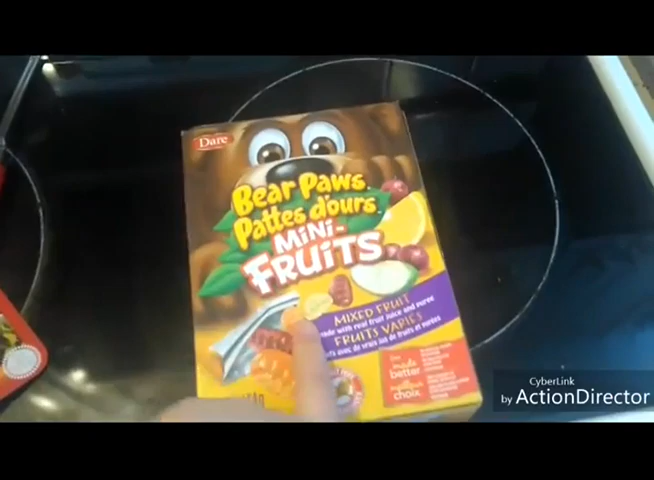 Dare
Bear Paws
Pattes d'ours
MiNi-
FRUiTS
MIXED FRUIT
made with real fruit juice and puree
FRUITS VARIÉS
faits avec de vrais jus de fruits et purées
made
better
choix
CyberLink
by ActionDirector